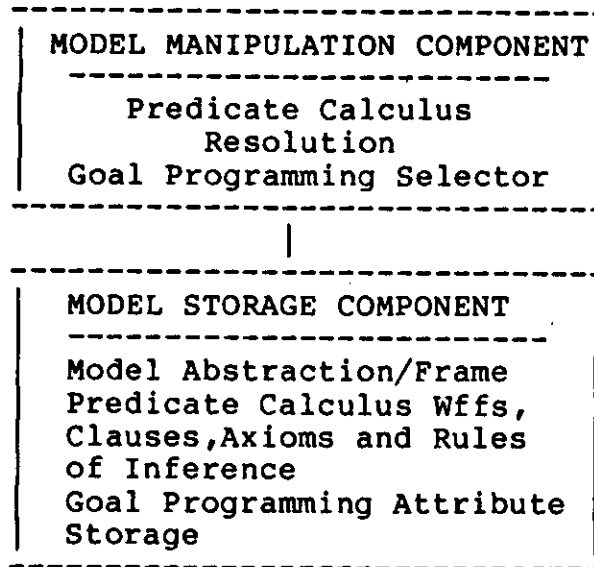 MODEL MANIPULATION COMPONENT
Predicate Calculus
Resolution
Goal Programming Selector
MODEL STORAGE COMPONENT
Model Abstraction/Frame
Predicate Calculus Wffs,
Clauses,Axioms and Rules
of Inference
Goal Programming Attribute
Storage